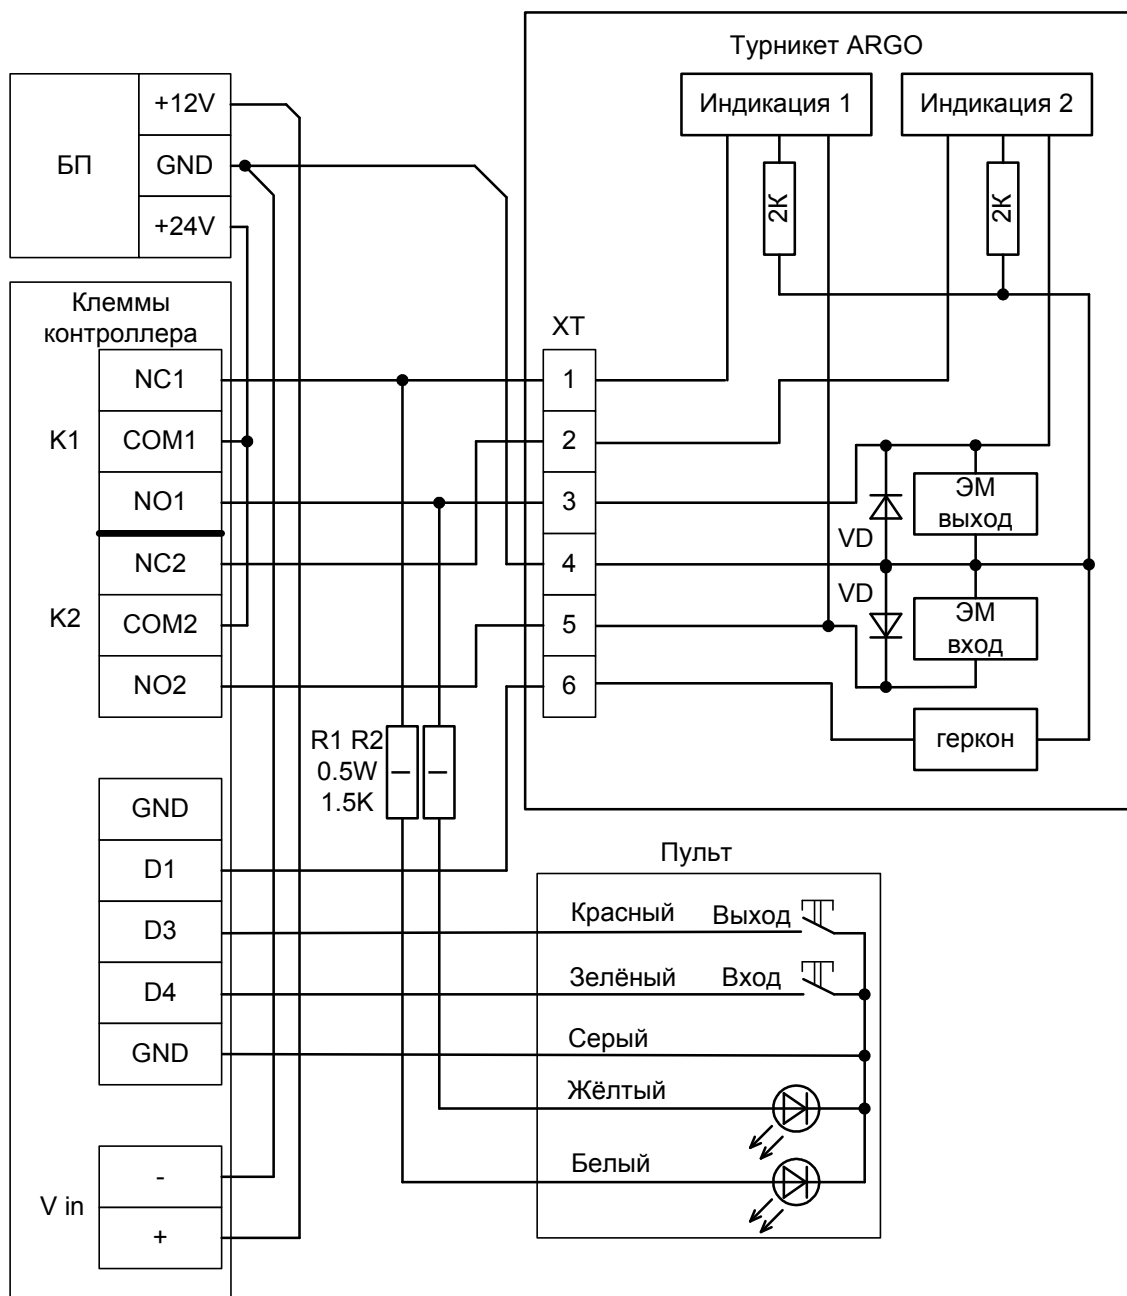 Турникет ARGO
Индикация 1
Индикация 2
2К
2К
БП
+12V
GND
+24V
Клеммы
контроллера
K1
NC1
COM1
NO1
K2
NC2
COM2
NO2
XT
1
2
3
4
5
6
VD
VD
ЭМ
выход
ЭМ
вход
геркон
R1 R2
0.5W
1.5K
GND
D1
D3
D4
GND
V in
-
+
Пульт
Красный Выход
Зелёный Вход
Серый
Жёлтый
Белый